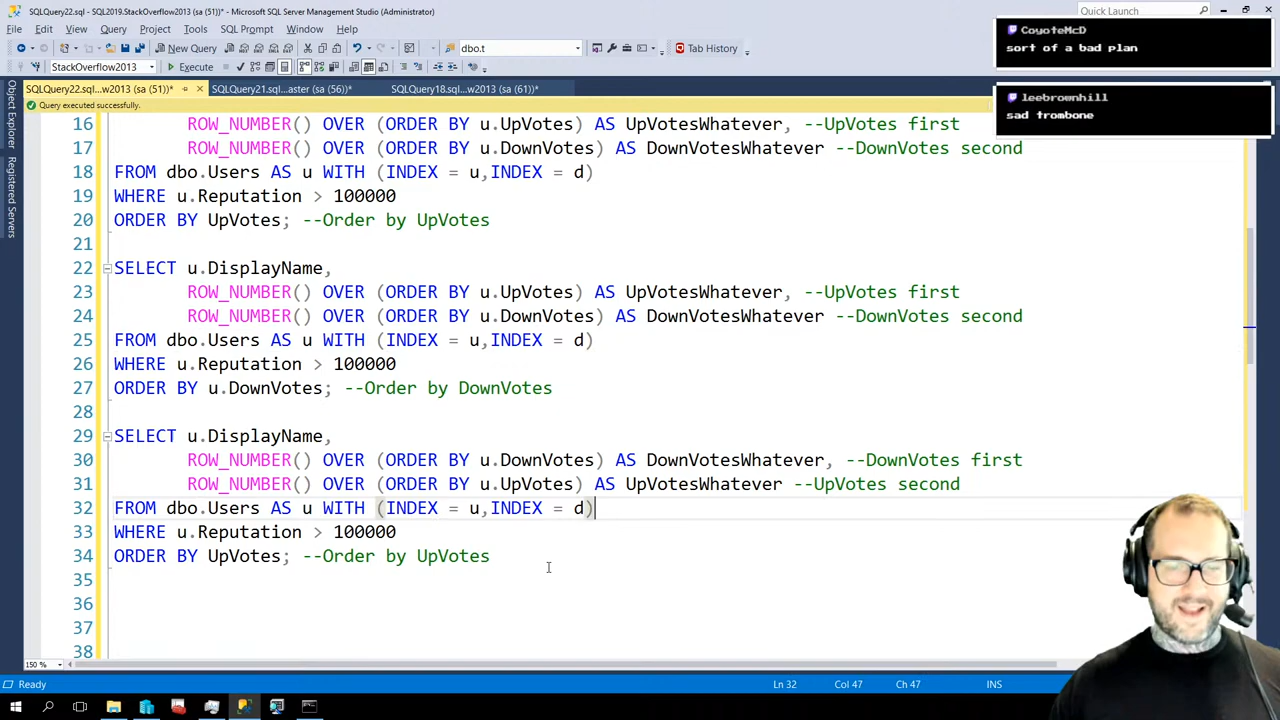 SQLQuery22.sql - SQL2019.StackOverflow2013 (sa (51))* - Microsoft SQL Server Management Studio (Administrator)
Quick Launch
File Edit View Query Project Tools SQL Prompt Window Help
New Query
dbo.t
Tab History
StackOverflow2013
Execute
SQLQuery22.sql...w2013 (sa (51))*
SQLQuery21.sql...aster (sa (56))*
SQLQuery18.sql...w2013 (sa (61))*
Query executed successfully.
CoyoteMcD
sort of a bad plan
leebrownhill
sad trombone
Object Explorer
Registered Servers
16 ROW_NUMBER() OVER (ORDER BY u.UpVotes) AS UpVotesWhatever, --UpVotes first
17 ROW_NUMBER() OVER (ORDER BY u.DownVotes) AS DownVotesWhatever --DownVotes second
18 FROM dbo.Users AS u WITH (INDEX = u,INDEX = d)
19 WHERE u.Reputation > 100000
20 ORDER BY UpVotes; --Order by UpVotes
21
22 SELECT u.DisplayName,
23 ROW_NUMBER() OVER (ORDER BY u.UpVotes) AS UpVotesWhatever, --UpVotes first
24 ROW_NUMBER() OVER (ORDER BY u.DownVotes) AS DownVotesWhatever --DownVotes second
25 FROM dbo.Users AS u WITH (INDEX = u,INDEX = d)
26 WHERE u.Reputation > 100000
27 ORDER BY u.DownVotes; --Order by DownVotes
28
29 SELECT u.DisplayName,
30 ROW_NUMBER() OVER (ORDER BY u.DownVotes) AS DownVotesWhatever, --DownVotes first
31 ROW_NUMBER() OVER (ORDER BY u.UpVotes) AS UpVotesWhatever --UpVotes second
32 FROM dbo.Users AS u WITH (INDEX = u,INDEX = d)
33 WHERE u.Reputation > 100000
34 ORDER BY UpVotes; --Order by UpVotes
35
36
37
38
150 %
Ready
Ln 32
Col 47
Ch 47
INS